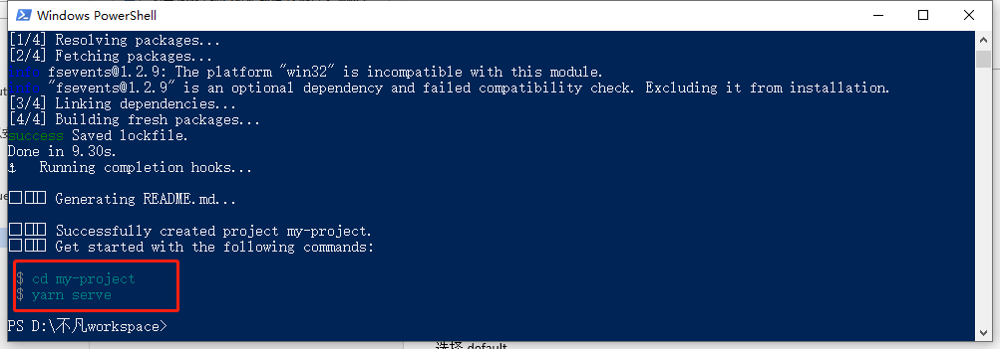 Windows PowerShell
[1/4] Resolving packages...
[2/4] Fetching packages...
info fsevents@1.2.9: The platform "win32" is incompatible with this module.
info "fsevents@1.2.9" is an optional dependency and failed compatibility check. Excluding it from installation.
[3/4] Linking dependencies...
[4/4] Building fresh packages...
success Saved lockfile.
Done in 9.30s.
⚓ Running completion hooks...
Generating README.md...
Successfully created project my-project.
Get started with the following commands:
$ cd my-project
$ yarn serve
PS D:\不凡workspace>
选择 default